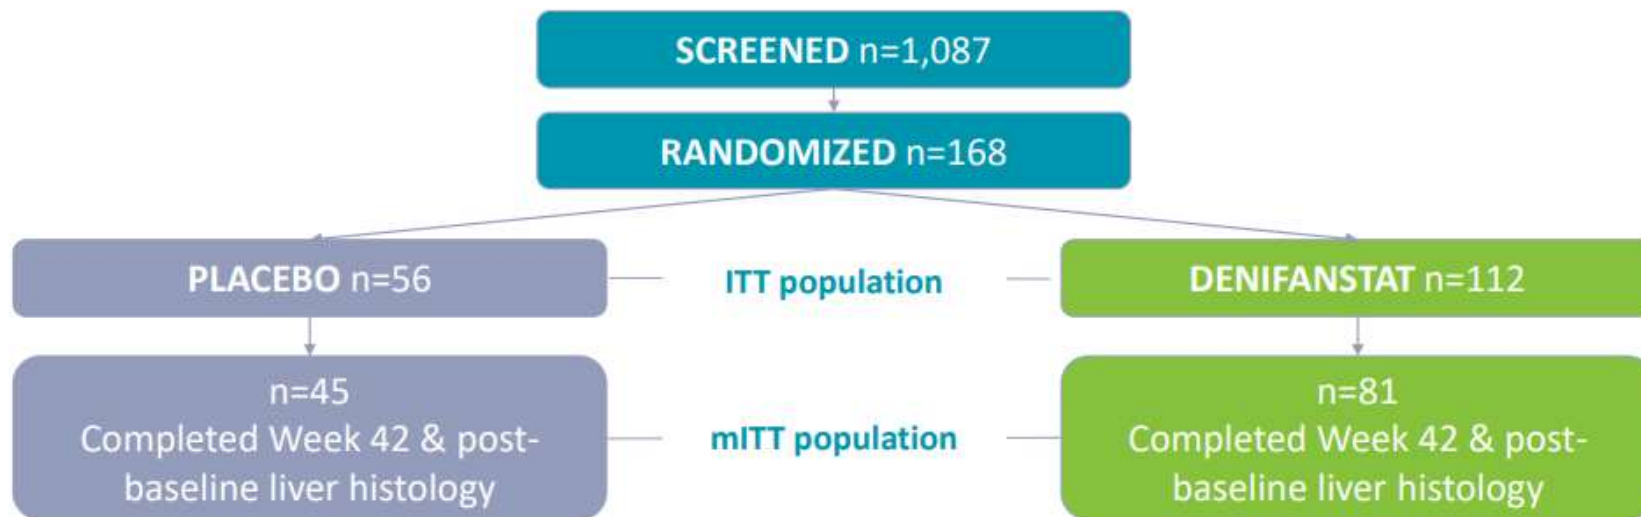 SCREENED n=1,087
RANDOMIZED n=168
PLACEBO n=56
ITT population
DENIFANSTAT n=112
n=45
Completed Week 42 & post-
baseline liver histology
mITT population
n=81
Completed Week 42 & post-
baseline liver histology